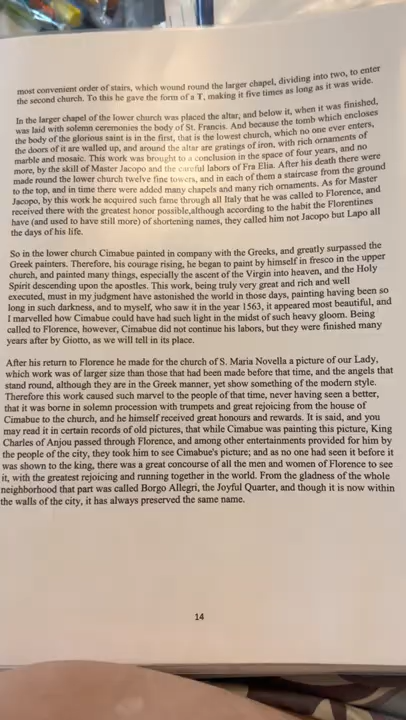 most convenient order of stairs, which wound round the larger chapel, dividing into two, to enter
the second church. To this he gave the form of a T, making it five times as long as it was wide.
In the larger chapel of the lower church was placed the altar, and below it, when it was finished,
was laid with solemn ceremonies the body of St. Francis. And because the tomb which encloses
the body of the glorious saint is in the first, that is the lowest church, which no one ever enters,
the doors of it are walled up, and around the altar are gratings of iron, with rich ornaments of
marble and mosaic. This work was brought to a conclusion in the space of four years, and no
more, by the skill of Master Jacopo and the careful labors of Fra Elia. After his death there were
made round the lower church twelve fine towers, and in each of them a staircase from the ground
to the top, and in time there were added many chapels and many rich ornaments. As for Master
Jacopo, by this work he acquired such fame through all Italy that he was called to Florence, and
received there with the greatest honor possible,although according to the habit the Florentines
have (and used to have still more) of shortening names, they called him not Jacopo but Lapo all
the days of his life.
So in the lower church Cimabue painted in company with the Greeks, and greatly surpassed the
Greek painters. Therefore, his courage rising, he began to paint by himself in fresco in the upper
church, and painted many things, especially the ascent of the Virgin into heaven, and the Holy
Spirit descending upon the apostles. This work, being truly very great and rich and well
executed, must in my judgment have astonished the world in those days, painting having been so
long in such darkness, and to myself, who saw it in the year 1563, it appeared most beautiful, and
I marvelled how Cimabue could have had such light in the midst of such heavy gloom. Being
called to Florence, however, Cimabue did not continue his labors, but they were finished many
years after by Giotto, as we will tell in its place.
After his return to Florence he made for the church of S. Maria Novella a picture of our Lady,
which work was of larger size than those that had been made before that time, and the angels that
stand round, although they are in the Greek manner, yet show something of the modern style.
Therefore this work caused such marvel to the people of that time, never having seen a better,
that it was borne in solemn procession with trumpets and great rejoicing from the house of
Cimabue to the church, and he himself received great honours and rewards. It is said, and you
may read it in certain records of old pictures, that while Cimabue was painting this picture, King
Charles of Anjou passed through Florence, and among other entertainments provided for him by
the people of the city, they took him to see Cimabue's picture; and as no one had seen it before it
was shown to the king, there was a great concourse of all the men and women of Florence to see
it, with the greatest rejoicing and running together in the world. From the gladness of the whole
neighborhood that part was called Borgo Allegri, the Joyful Quarter, and though it is now within
the walls of the city, it has always preserved the same name.
14